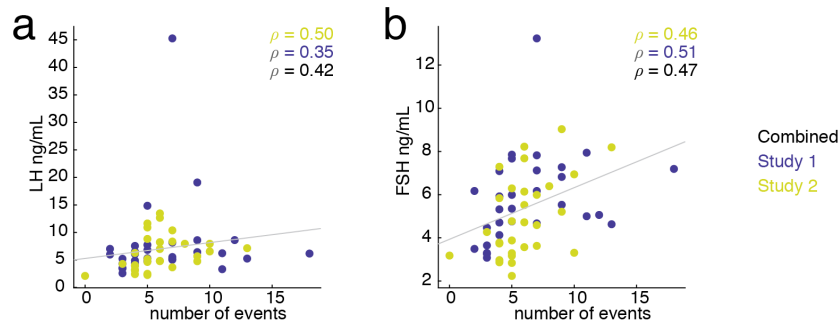 a
ρ = 0.50
ρ = 0.35
ρ = 0.42
LH ng/mL
45
40
35
30
25
20
15
10
5
0
0 5 10 15
number of events
b
ρ = 0.46
ρ = 0.51
ρ = 0.47
FSH ng/mL
12
10
8
6
4
2
0 5 10 15
number of events
Combined
Study 1
Study 2